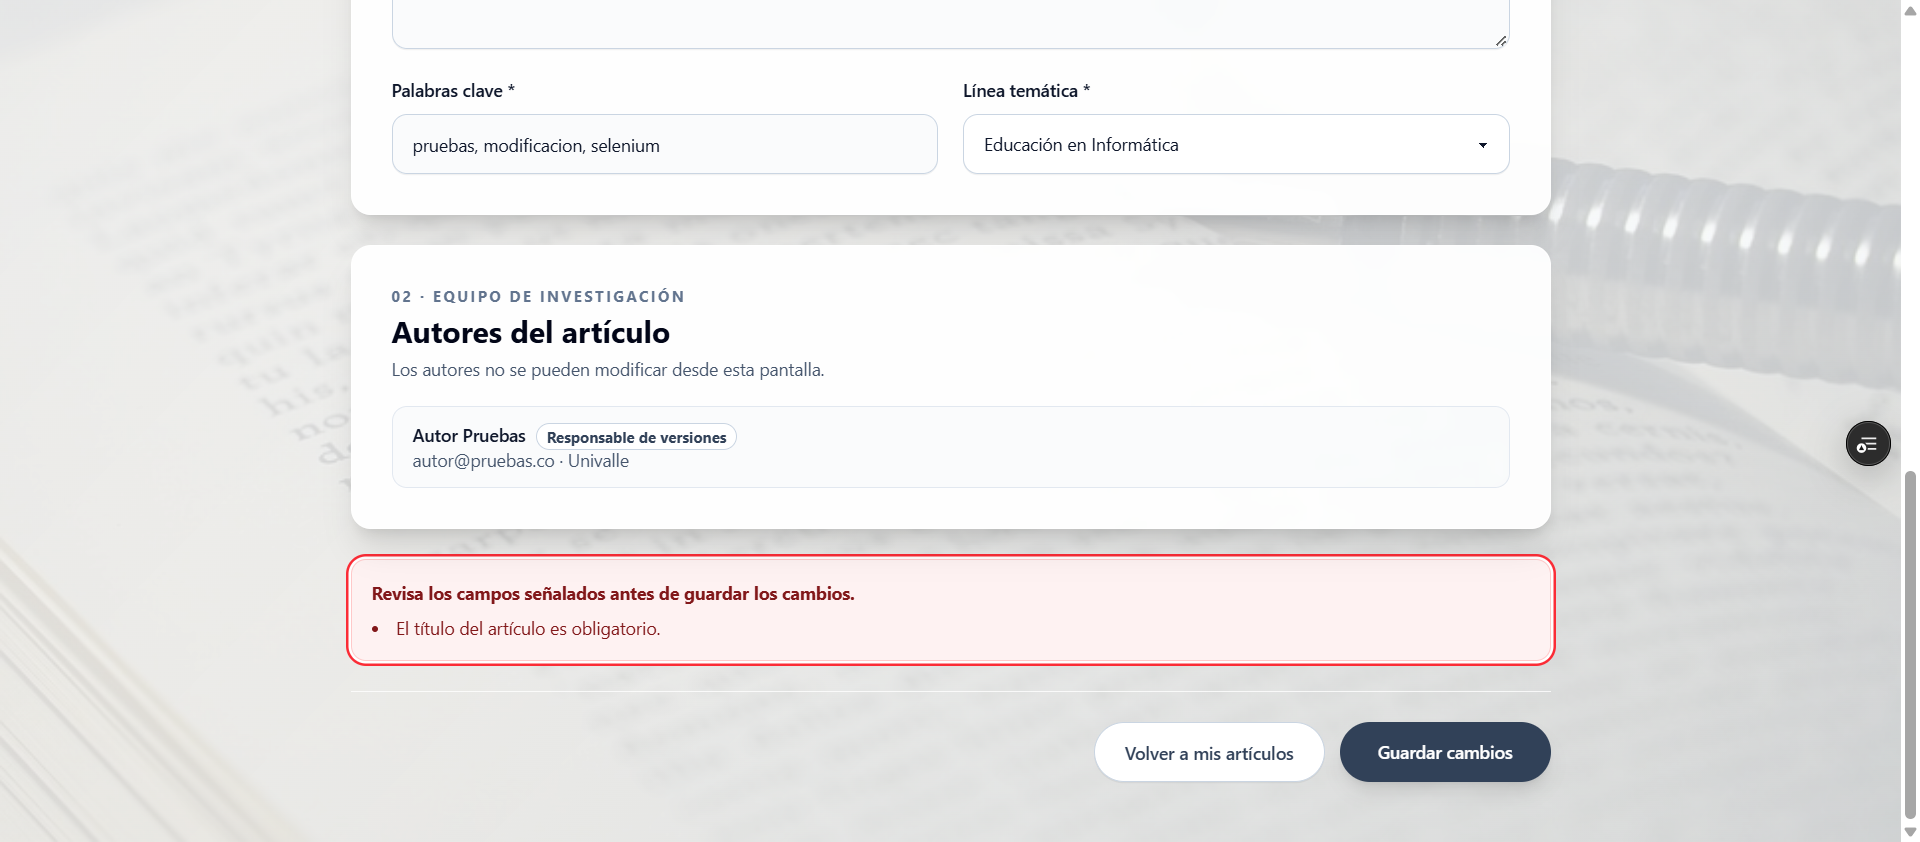 Palabras clave *
Línea temática *
pruebas, modificacion, selenium
Educación en Informática
02 · EQUIPO DE INVESTIGACIÓN
Autores del artículo
Los autores no se pueden modificar desde esta pantalla.
Autor Pruebas Responsable de versiones
autor@pruebas.co · Univalle
Revisa los campos señalados antes de guardar los cambios.
• El título del artículo es obligatorio.
Volver a mis artículos
Guardar cambios